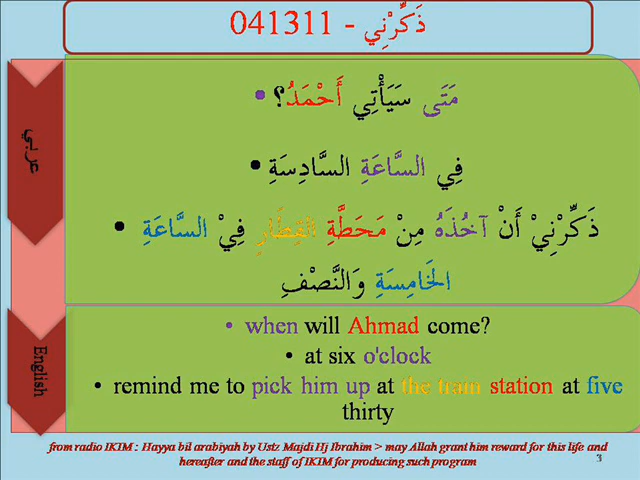 ذَكِّرْنِي - 041311
مَتَى سَيَأْتِي أَحْمَدُ؟ •
فِي السَّاعَةِ السَّادِسَةِ •
ذَكِّرْنِيْ أَنْ آخُذَهُ مِنْ مَحَطَّةِ القِطَارِ فِيْ السَّاعَةِ •
الخَامِسَةِ وَالنَّصْفِ
عربي
• when will Ahmad come?
• at six o'clock
• remind me to pick him up at the train station at five
thirty
English
from radio IKIM : Hayya bil arabiyah by Ustz Majdi Hj Ibrahim > may Allah grant him reward for this life and
hereafter and the staff of IKIM for producing such program
3